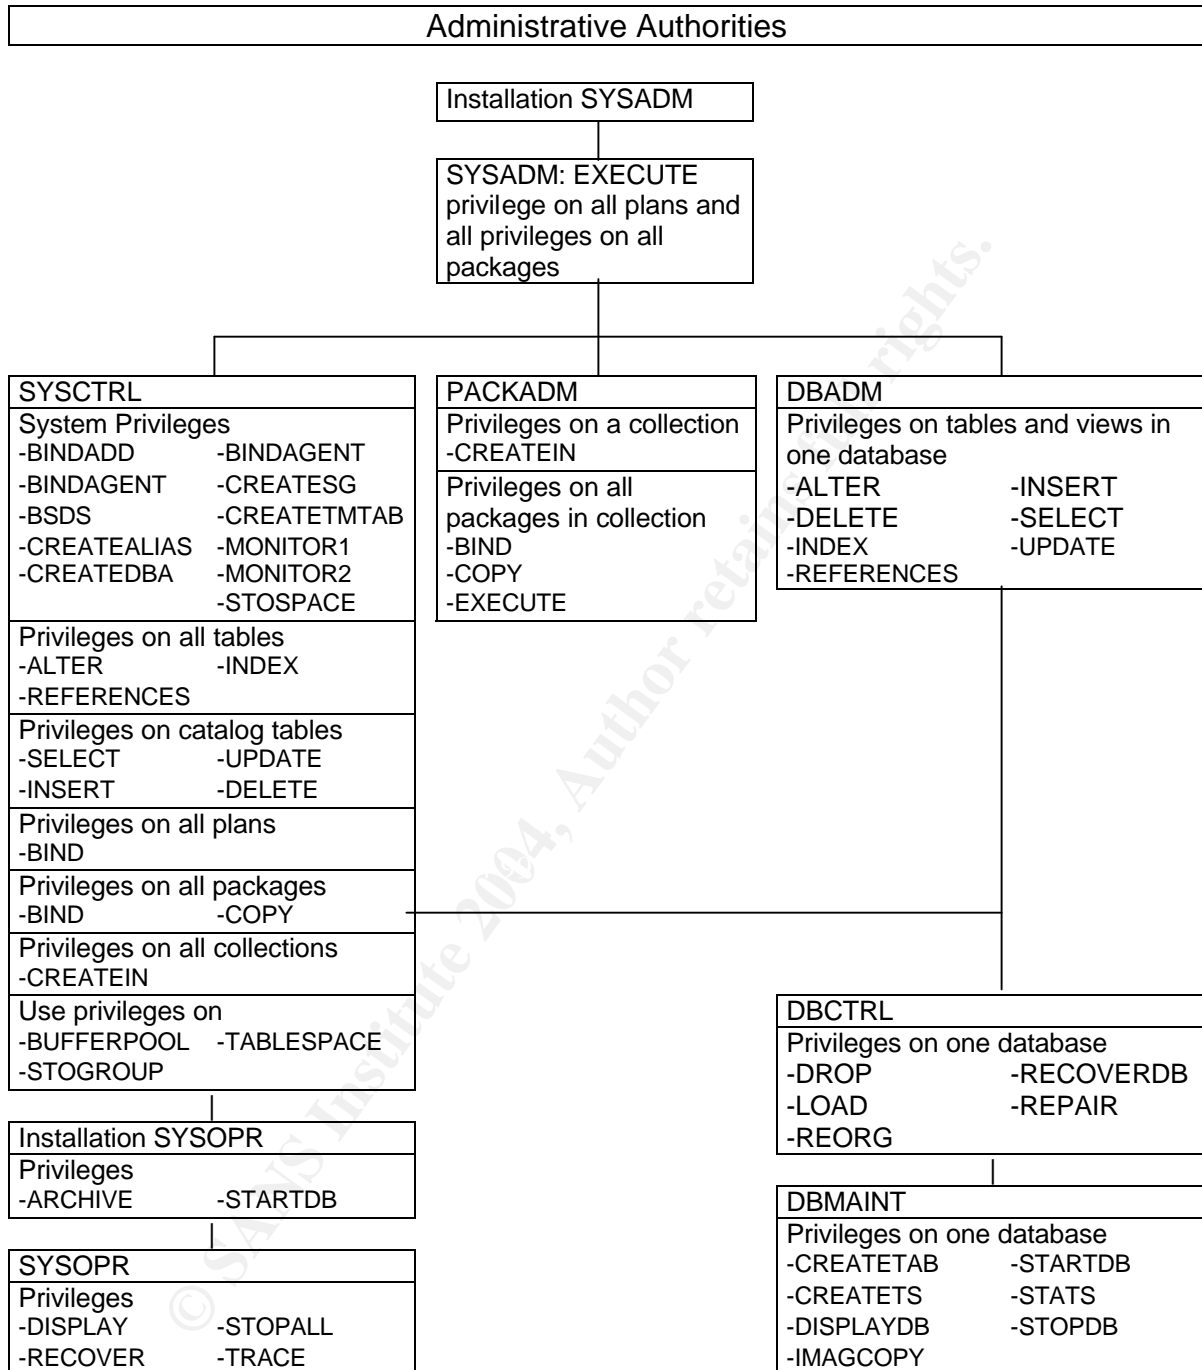 Administrative Authorities
Installation SYSADM
SYSADM: EXECUTE
privilege on all plans and
all privileges on all
packages
SYSCTRL
System Privileges
-BINDADD -BINDAGENT
-BINDAGENT -CREATESG
-BSDS -CREATETMTAB
-CREATEALIAS -MONITOR1
-CREATEDBA -MONITOR2
-STOSPACE
Privileges on all tables
-ALTER -INDEX
-REFERENCES
Privileges on catalog tables
-SELECT -UPDATE
-INSERT -DELETE
Privileges on all plans
-BIND
Privileges on all packages
-BIND -COPY
Privileges on all collections
-CREATEIN
Use privileges on
-BUFFERPOOL -TABLESPACE
-STOGROUP
Installation SYSOPR
Privileges
-ARCHIVE -STARTDB
SYSOPR
Privileges
-DISPLAY -STOPALL
-RECOVER -TRACE
PACKADM
Privileges on a collection
-CREATEIN
Privileges on all
packages in collection
-BIND
-COPY
-EXECUTE
DBADM
Privileges on tables and views in
one database
-ALTER -INSERT
-DELETE -SELECT
-INDEX -UPDATE
-REFERENCES
DBCTRL
Privileges on one database
-DROP -RECOVERDB
-LOAD -REPAIR
-REORG
DBMAINT
Privileges on one database
-CREATETAB -STARTDB
-CREATETS -STATS
-DISPLAYDB -STOPDB
-IMAGCOPY
© SANS Institute 2004, Author retains full rights.